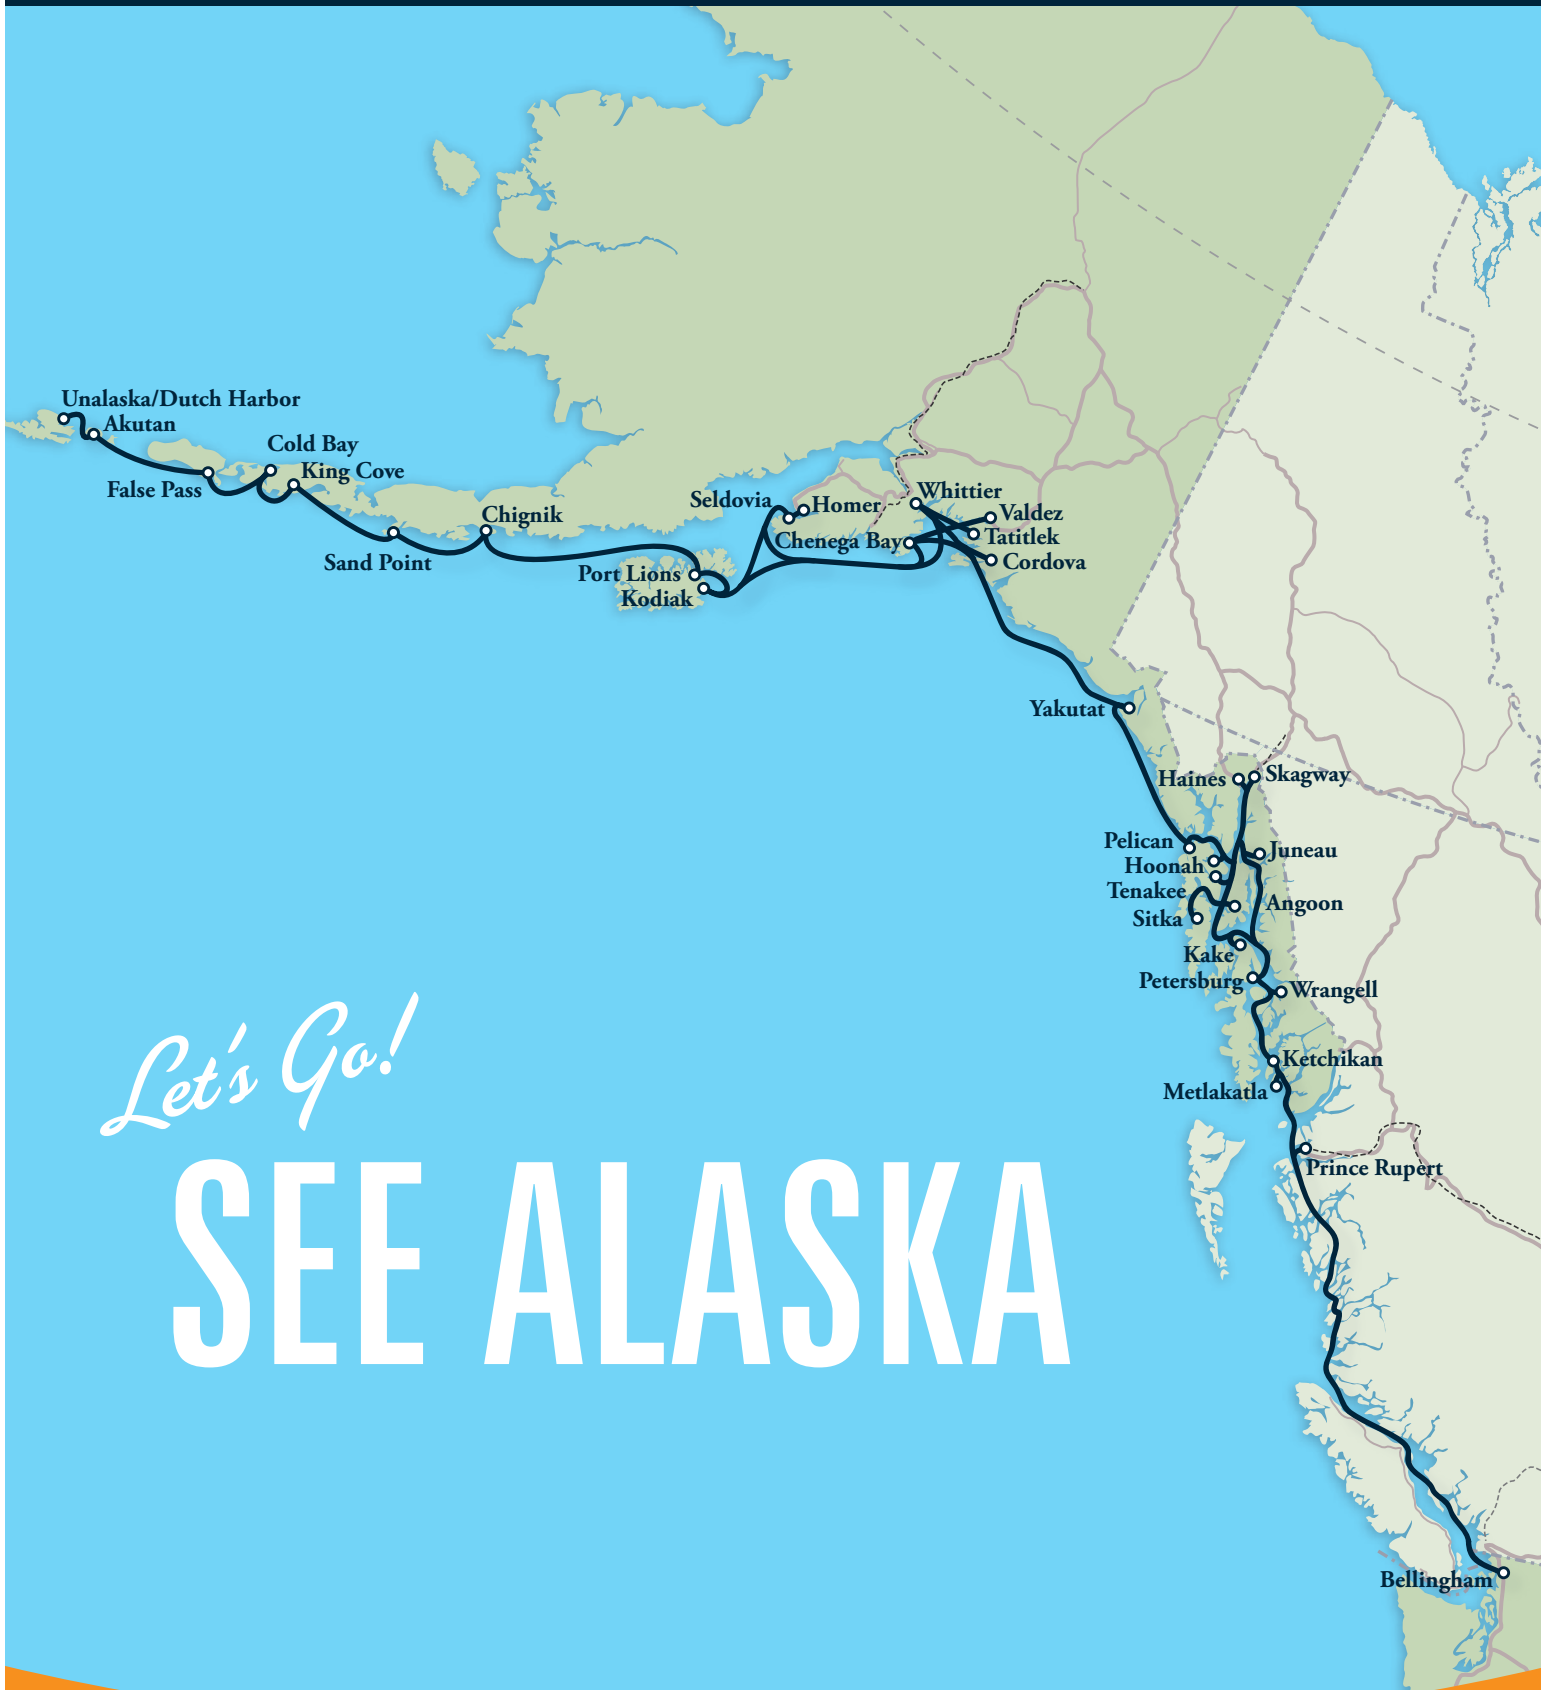 Unalaska/Dutch Harbor
Akutan
Cold Bay
King Cove
False Pass
Chignik
Sand Point
Seldovia
Homer
Whittier
Valdez
Chenega Bay
Tatitlek
Cordova
Port Lions
Kodiak
Yakutat
Haines
Skagway
Pelican
Juneau
Hoonah
Tenakee
Angoon
Sitka
Kake
Petersburg
Wrangell
Ketchikan
Metlakatla
Prince Rupert
Bellingham
Let's Go!
SEE ALASKA